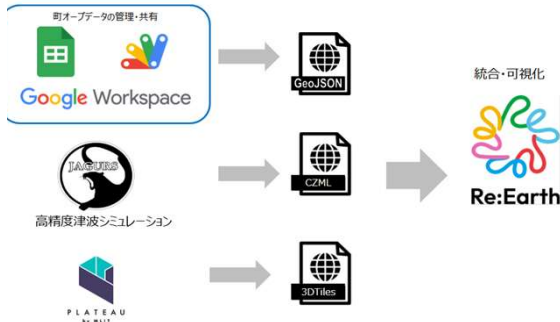 町オープデータの管理・共有
Google Workspace
GeoJSON
統合・可視化
JAGURS
高精度津波シミュレーション
CZML
Re:Earth
PLATEAU
by MLIT
3DTiles